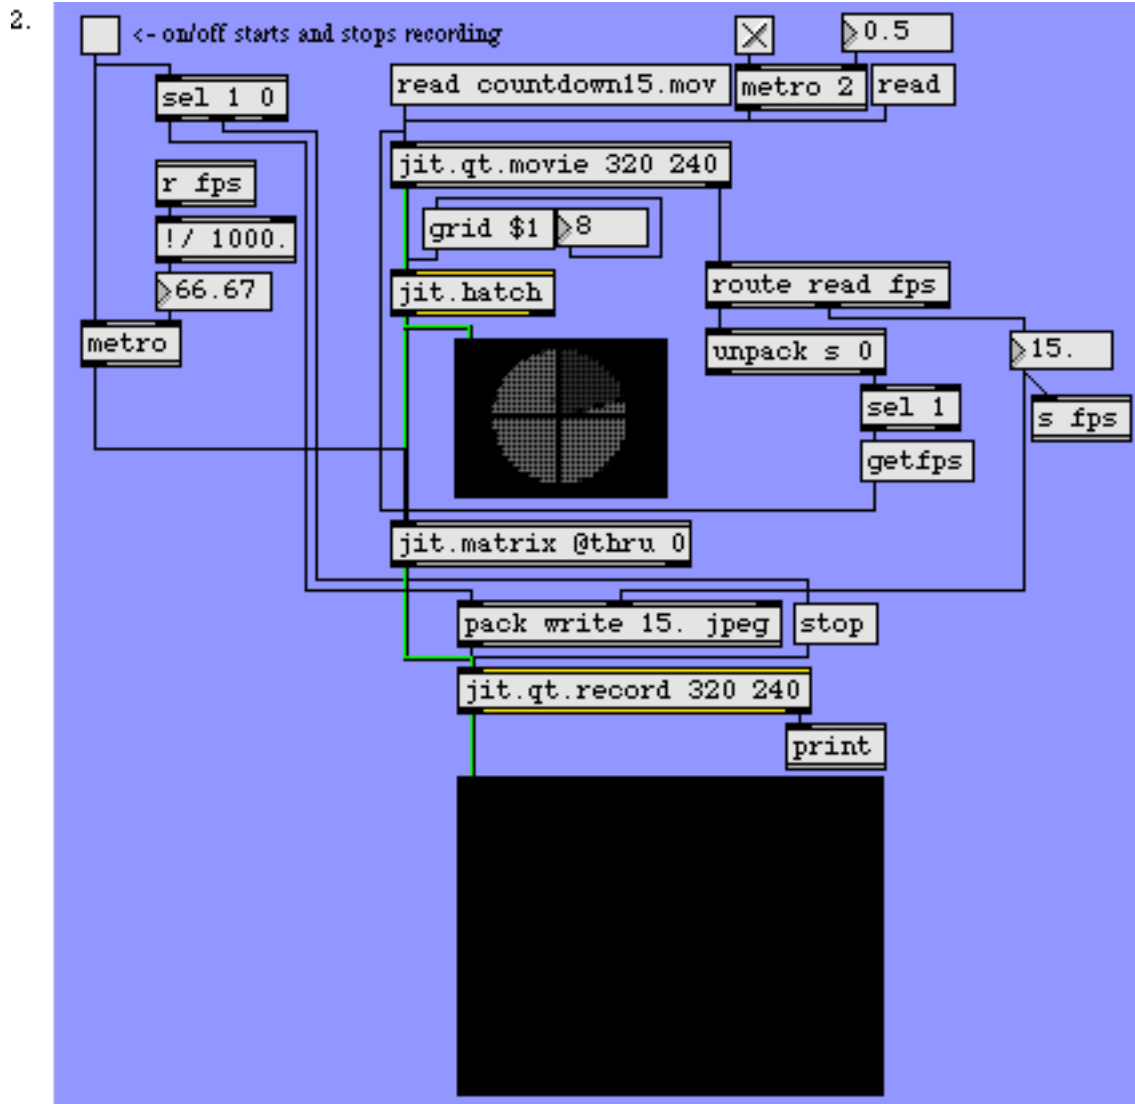 2.
<- on/off starts and stops recording
0.5
sel 1 0
read countdown15.mov
metro 2
read
jit.qt.movie 320 240
r fps
grid $1
8
!/ 1000.
66.67
jit.hatch
route read fps
metro
unpack s 0
15.
sel 1
s fps
getfps
jit.matrix @thru 0
pack write 15. jpeg
stop
jit.qt.record 320 240
print